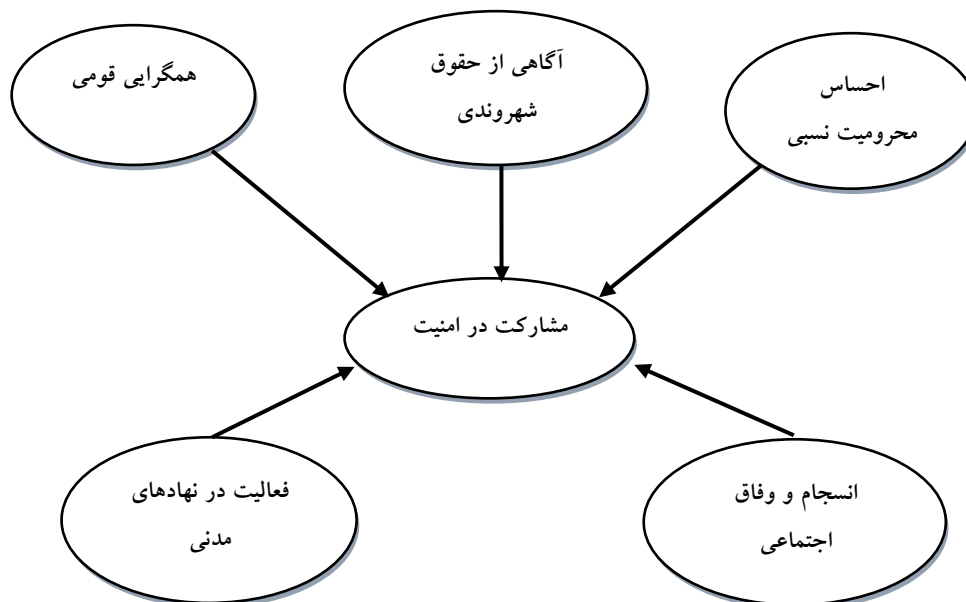 احساس
محرومیت نسبی
آگاهی از حقوق
شهروندی
همگرایی قومی
مشارکت در امنیت
انسجام و وفاق
اجتماعی
فعالیت در نهادهای
مدنی